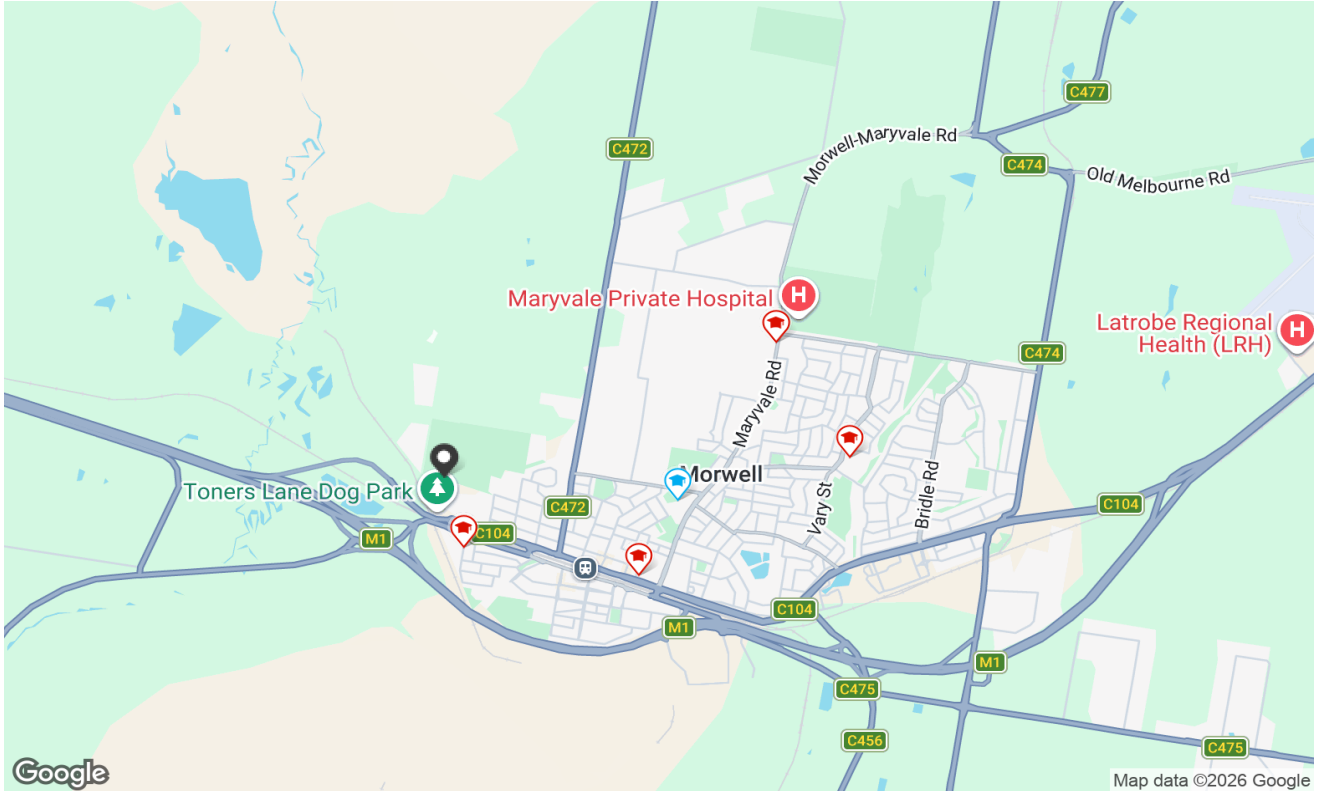 C477
Morwell-Maryvale Rd
C472
C474
Old Melbourne Rd
Maryvale Private Hospital
H
Latrobe Regional
Health (LRH)
H
C474
Maryvale Rd
Morwell
Toners Lane Dog Park
Vary St
Bridle Rd
C472
C104
C104
M1
C104
M1
M1
C475
C456
C475
Google
Map data ©2026 Google